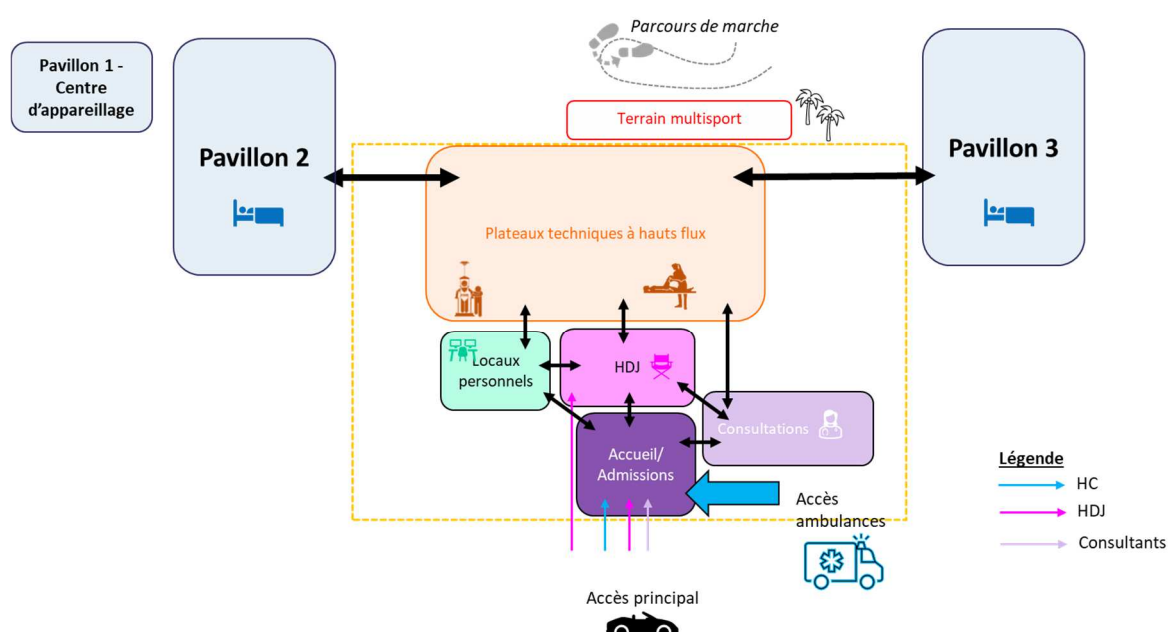 Parcours de marche
Pavillon 1 -
Centre
d’appareillage
Terrain multisport
Pavillon 2
Pavillon 3
Plateaux techniques à hauts flux
Locaux
personnels
HDJ
Consultations
Accueil/
Admissions
Accès
ambulances
Accès principal
Légende
HC
HDJ
Consultants